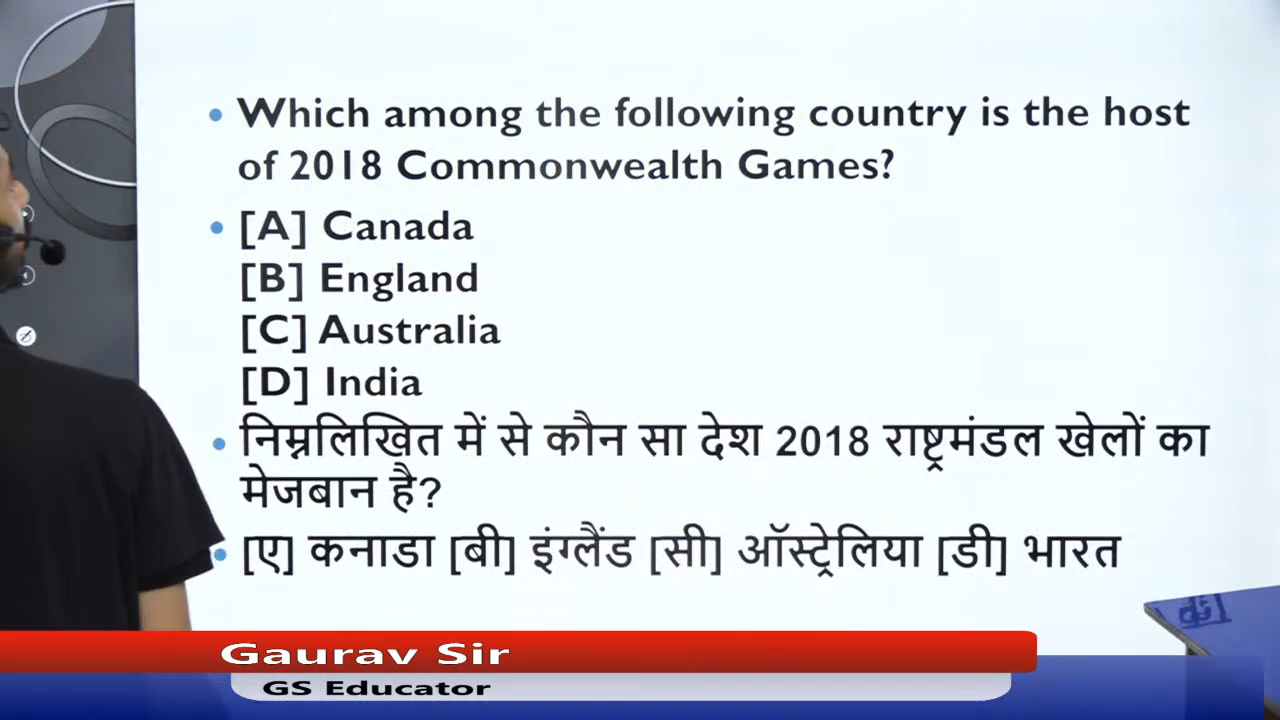 Which among the following country is the host
of 2018 Commonwealth Games?
[A] Canada
[B] England
[C] Australia
[D] India
निम्नलिखित में से कौन सा देश 2018 राष्ट्रमंडल खेलों का
मेजबान है?
[ए] कनाडा [बी] इंग्लैंड [सी] ऑस्ट्रेलिया [डी] भारत
Gaurav Sir
GS Educator